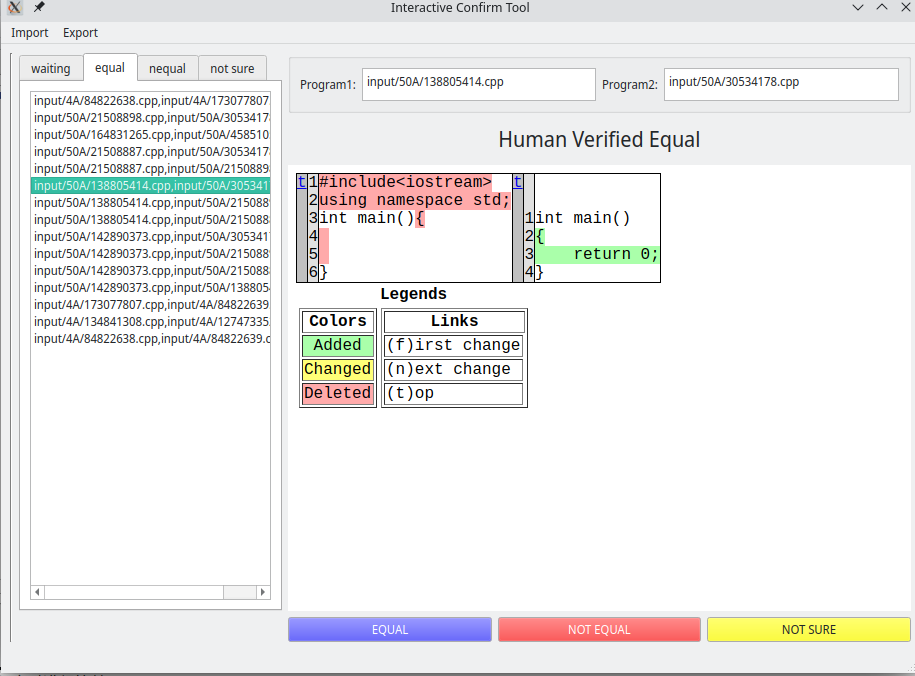 Interactive Confirm Tool
Import Export
waiting equal nequal not sure
input/4A/84822638.cpp,input/4A/173077807
input/50A/21508898.cpp,input/50A/3053417
input/50A/164831265.cpp,input/50A/458510
input/50A/21508887.cpp,input/50A/3053417
input/50A/21508887.cpp,input/50A/2150889
input/50A/138805414.cpp,input/50A/305341
input/50A/138805414.cpp,input/50A/215088
input/50A/138805414.cpp,input/50A/215088
input/50A/142890373.cpp,input/50A/305341
input/50A/142890373.cpp,input/50A/215088
input/50A/142890373.cpp,input/50A/215088
input/50A/142890373.cpp,input/50A/138805
input/4A/173077807.cpp,input/4A/84822639
input/4A/134841308.cpp,input/4A/12747335
input/4A/84822638.cpp,input/4A/84822639.c
Program1: input/50A/138805414.cpp Program2: input/50A/30534178.cpp
Human Verified Equal
t 1 #include<iostream> t
2 using namespace std;
3 int main(){ 1 int main()
4 2 {
5 3 return 0;
6 } 4 }
Legends
Colors Links
Added (f)irst change
Changed (n)ext change
Deleted (t)op
EQUAL NOT EQUAL NOT SURE